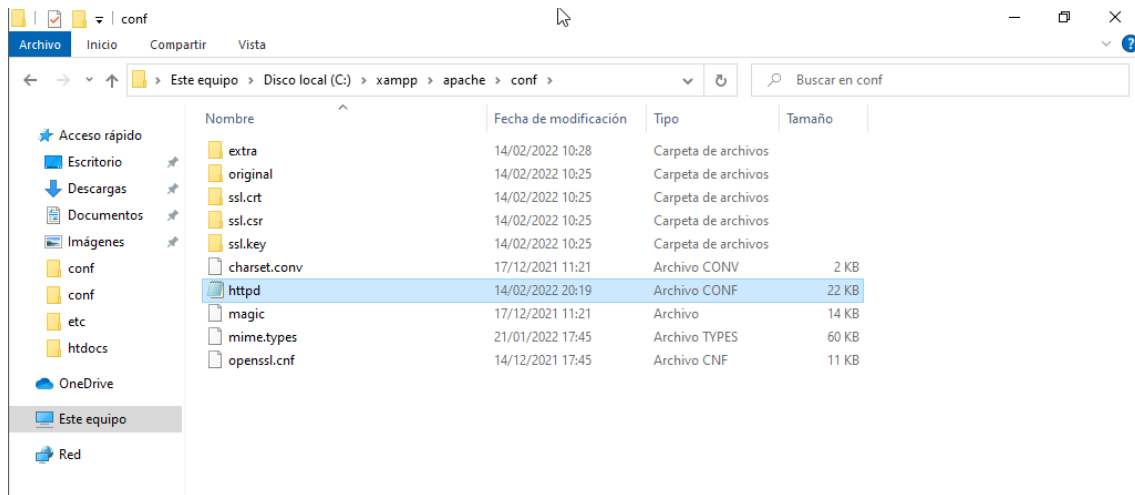 conf
Archivo Inicio Compartir Vista
Este equipo > Disco local (C:) > xampp > apache > conf >
Buscar en conf
Acceso rápido
Escritorio
Descargas
Documentos
Imágenes
conf
conf
etc
htdocs
OneDrive
Este equipo
Red
Nombre Fecha de modificación Tipo Tamaño
extra 14/02/2022 10:28 Carpeta de archivos
original 14/02/2022 10:25 Carpeta de archivos
ssl.crt 14/02/2022 10:25 Carpeta de archivos
ssl.csr 14/02/2022 10:25 Carpeta de archivos
ssl.key 14/02/2022 10:25 Carpeta de archivos
charset.conv 17/12/2021 11:21 Archivo CONV 2 KB
httpd 14/02/2022 20:19 Archivo CONF 22 KB
magic 17/12/2021 11:21 Archivo 14 KB
mime.types 21/01/2022 17:45 Archivo TYPES 60 KB
openssl.cnf 14/12/2021 17:45 Archivo CNF 11 KB